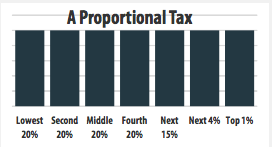 A Proportional Tax
Lowest Second Middle Fourth Next Next 4% Top 1%
20% 20% 20% 20% 15%